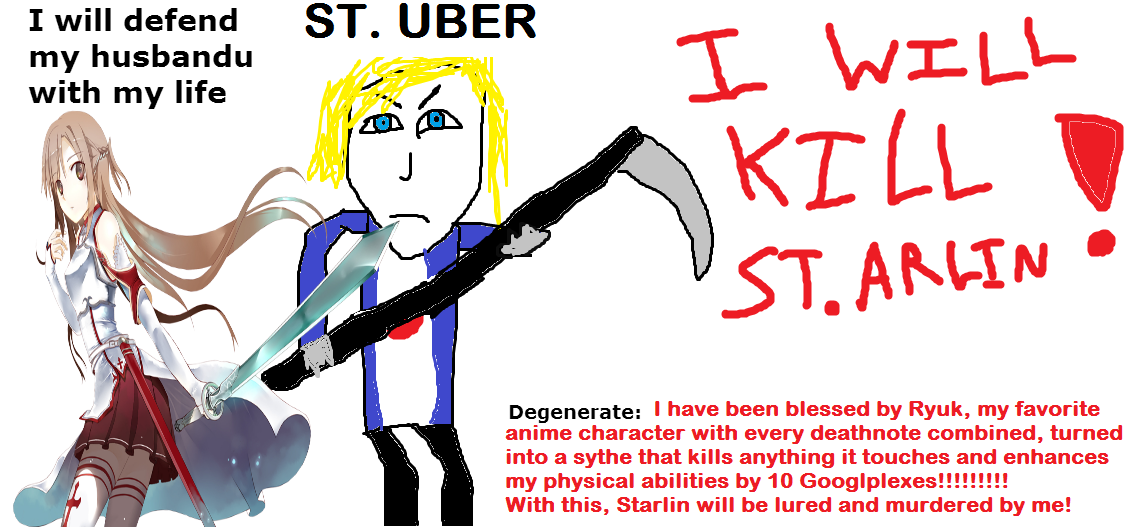 I will defend
my husbandu
with my life
ST. UBER
I WILL
KILL
ST. ARLIN!
Degenerate: I have been blessed by Ryuk, my favorite
anime character with every deathnote combined, turned
into a sythe that kills anything it touches and enhances
my physical abilities by 10 Googlplexes!!!!!!!!!
With this, Starlin will be lured and murdered by me!